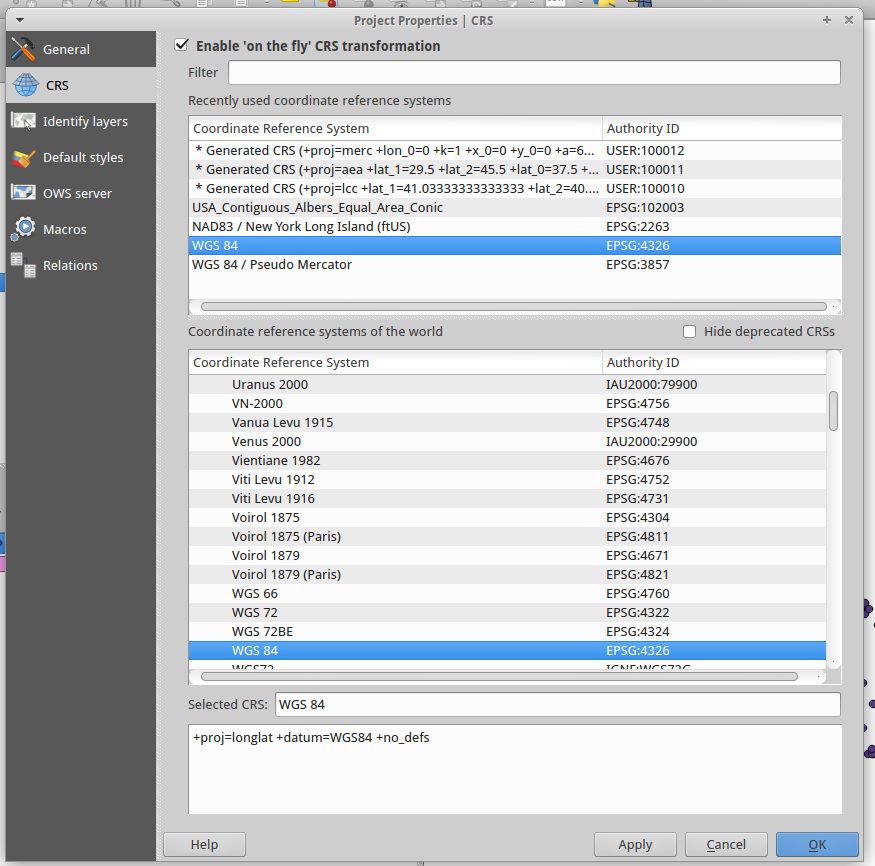 Project Properties | CRS
General
CRS
Identify layers
Default styles
OWS server
Macros
Relations
Enable 'on the fly' CRS transformation
Filter
Recently used coordinate reference systems
Coordinate Reference System Authority ID
* Generated CRS (+proj=merc +lon_0=0 +k=1 +x_0=0 +y_0=0 +a=6... USER:100012
* Generated CRS (+proj=aea +lat_1=29.5 +lat_2=45.5 +lat_0=37.5 +... USER:100011
* Generated CRS (+proj=lcc +lat_1=41.03333333333333 +lat_2=40.... USER:100010
USA_Contiguous_Albers_Equal_Area_Conic EPSG:102003
NAD83 / New York Long Island (ftUS) EPSG:2263
WGS 84 EPSG:4326
WGS 84 / Pseudo Mercator EPSG:3857
Coordinate reference systems of the world Hide deprecated CRSs
Coordinate Reference System Authority ID
Uranus 2000 IAU2000:79900
VN-2000 EPSG:4756
Vanua Levu 1915 EPSG:4748
Venus 2000 IAU2000:29900
Vientiane 1982 EPSG:4676
Viti Levu 1912 EPSG:4752
Viti Levu 1916 EPSG:4731
Voirol 1875 EPSG:4304
Voirol 1875 (Paris) EPSG:4811
Voirol 1879 EPSG:4671
Voirol 1879 (Paris) EPSG:4821
WGS 66 EPSG:4760
WGS 72 EPSG:4322
WGS 72BE EPSG:4324
WGS 84 EPSG:4326
WGS72 IGNF:WGS72G
Selected CRS: WGS 84
+proj=longlat +datum=WGS84 +no_defs
Help Apply Cancel OK